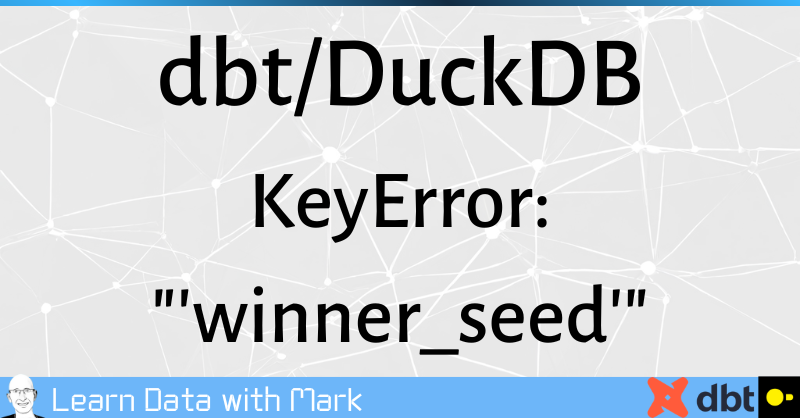 dbt/DuckDB
KeyError:
"'winner_seed'"
Learn Data with Mark
dbt